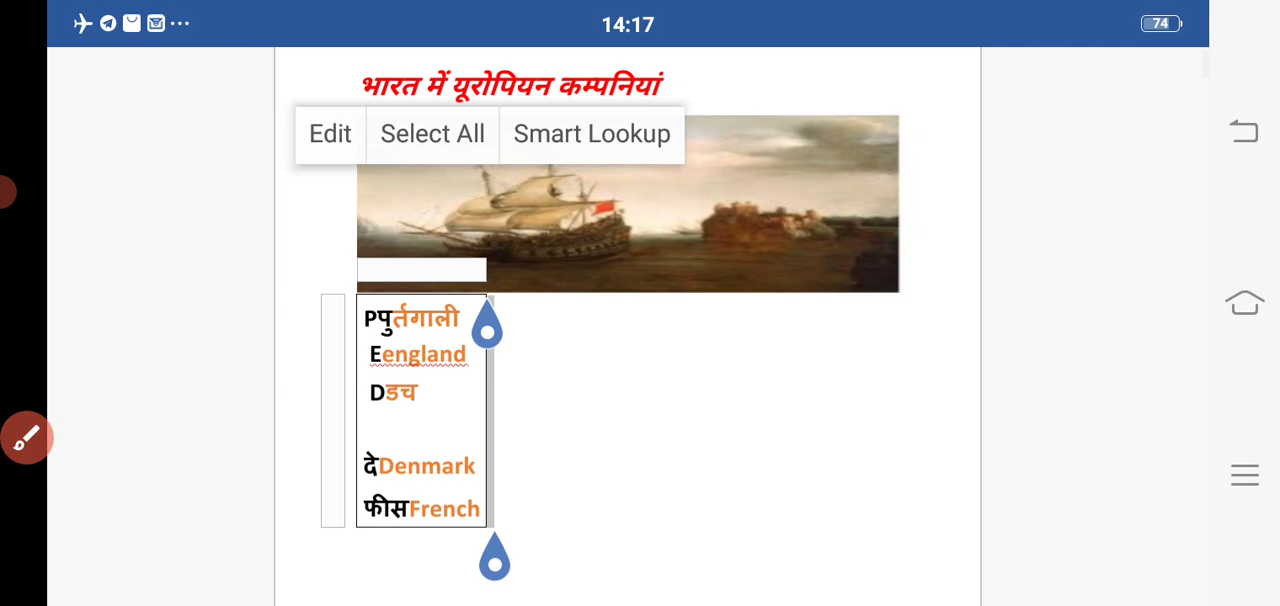 14:17
74
भारत में यूरोपियन कम्पनियां
Edit Select All Smart Lookup
Pपुर्तगाली
Eengland
Dडच
देDenmark
फीसFrench